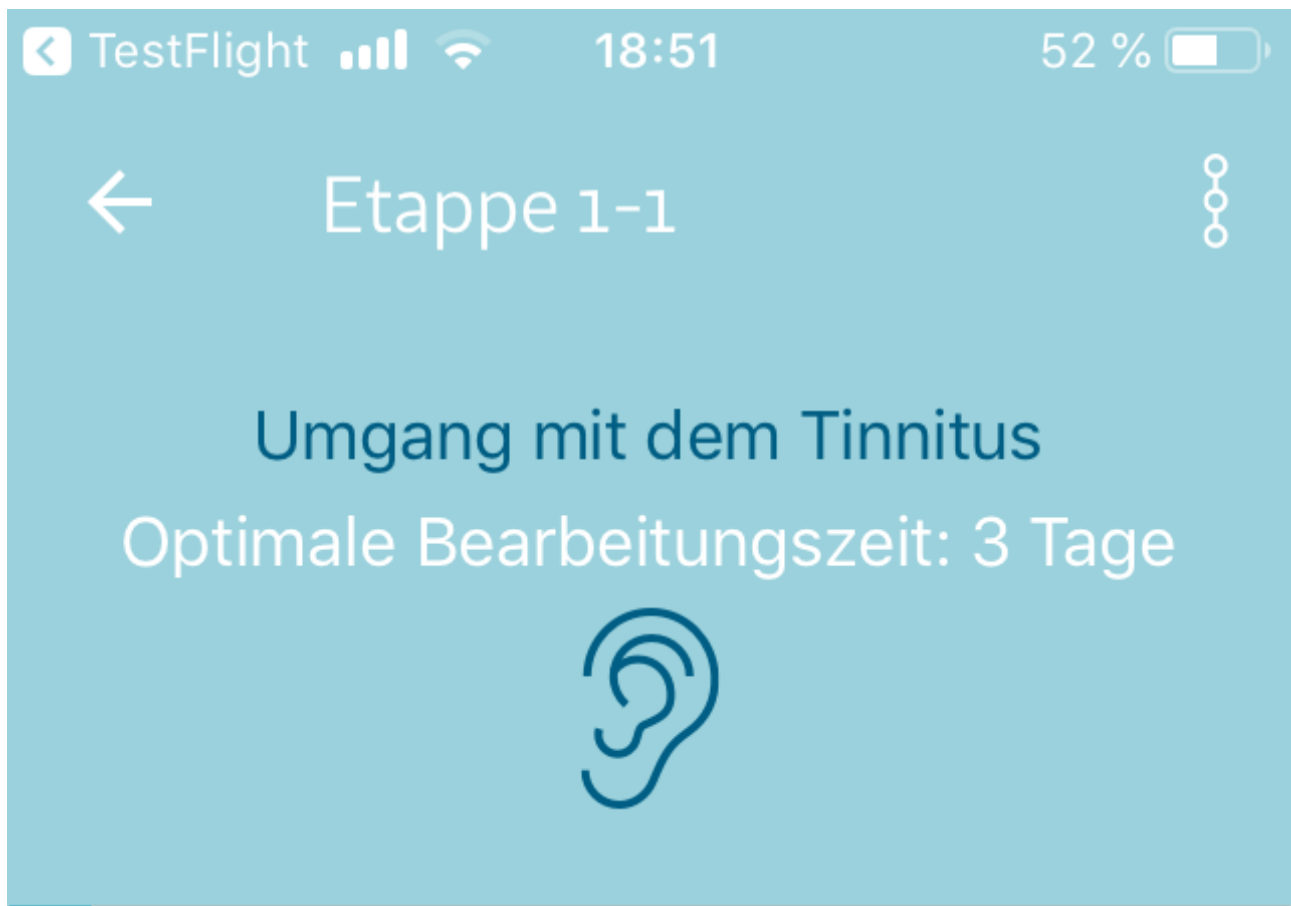 TestFlight 18:51 52 %
Etappe 1-1
Umgang mit dem Tinnitus
Optimale Bearbeitungszeit: 3 Tage